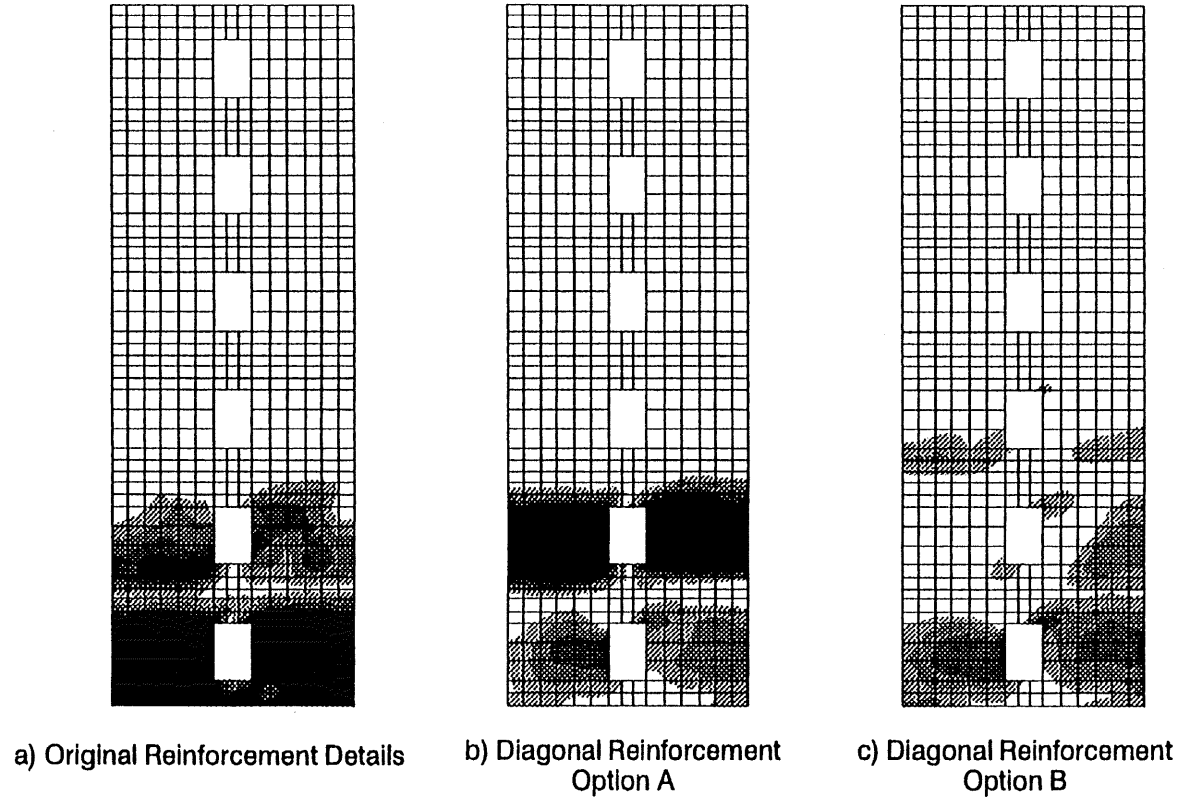 a) Original Reinforcement Details
b) Diagonal Reinforcement
Option A
c) Diagonal Reinforcement
Option B